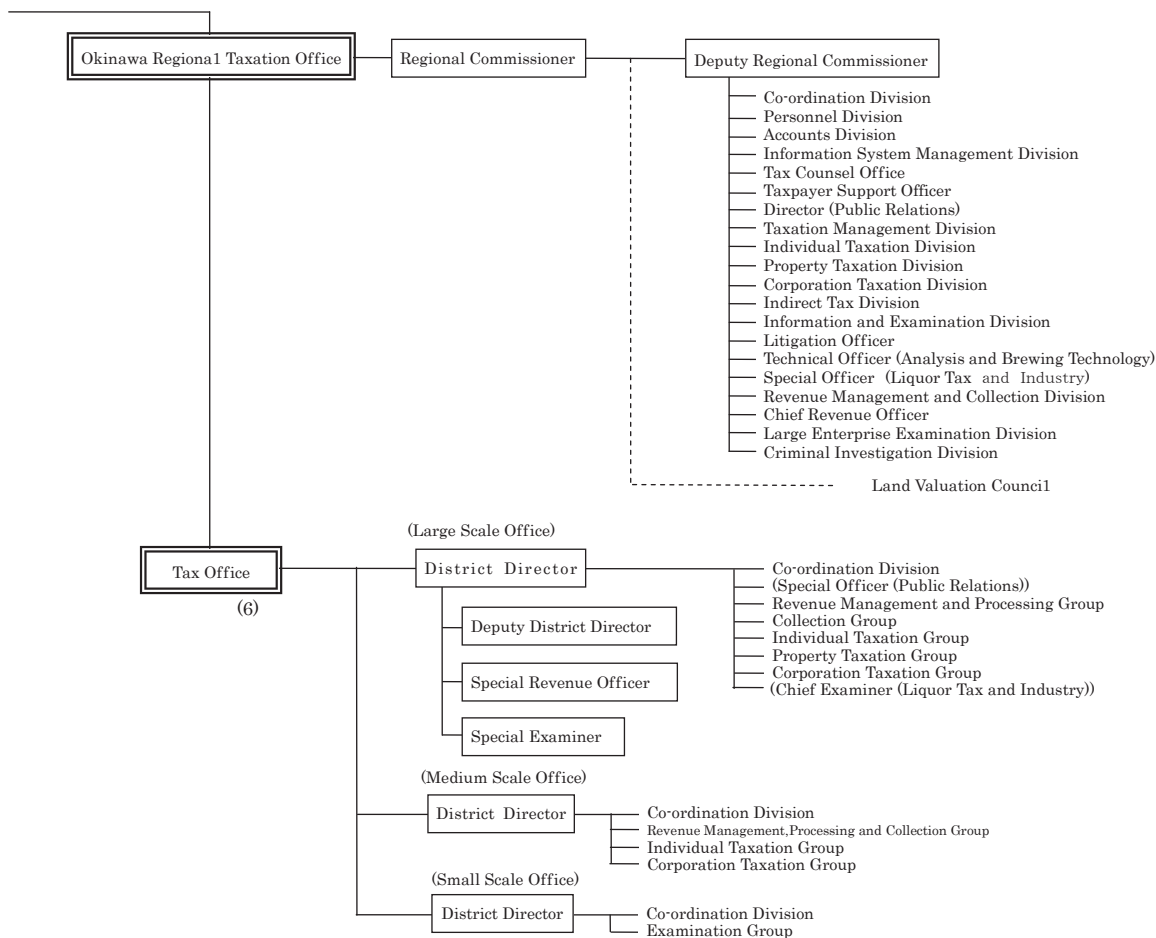 Okinawa Regiona1 Taxation Office
Regional Commissioner
Deputy Regional Commissioner
Co-ordination Division
Personnel Division
Accounts Division
Information System Management Division
Tax Counsel Office
Taxpayer Support Officer
Director (Public Relations)
Taxation Management Division
Individual Taxation Division
Property Taxation Division
Corporation Taxation Division
Indirect Tax Division
Information and Examination Division
Litigation Officer
Technical Officer (Analysis and Brewing Technology)
Special Officer (Liquor Tax and Industry)
Revenue Management and Collection Division
Chief Revenue Officer
Large Enterprise Examination Division
Criminal Investigation Division
Land Valuation Counci1
Tax Office
(6)
(Large Scale Office)
District Director
Deputy District Director
Special Revenue Officer
Special Examiner
Co-ordination Division
(Special Officer (Public Relations))
Revenue Management and Processing Group
Collection Group
Individual Taxation Group
Property Taxation Group
Corporation Taxation Group
(Chief Examiner (Liquor Tax and Industry))
(Medium Scale Office)
District Director
Co-ordination Division
Revenue Management,Processing and Collection Group
Individual Taxation Group
Corporation Taxation Group
(Small Scale Office)
District Director
Co-ordination Division
Examination Group